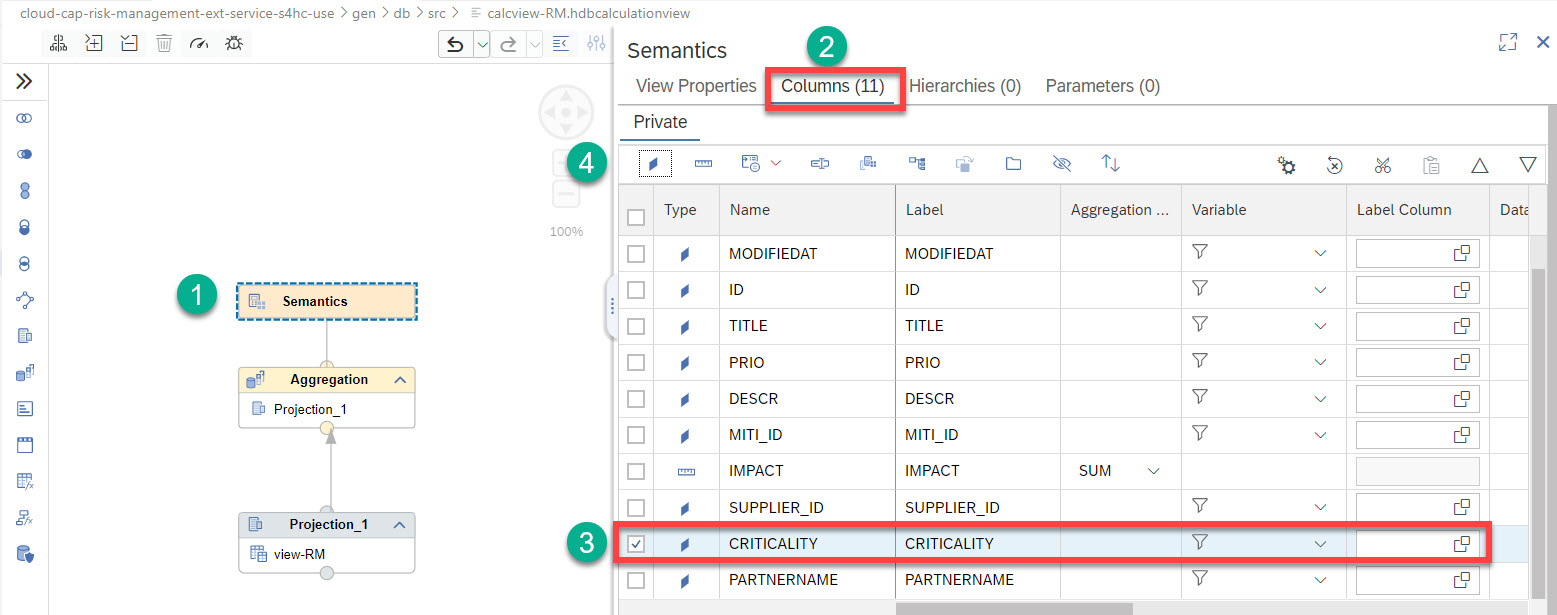 cloud-cap-risk-management-ext-service-s4hc-use > gen > db > src > calcview-RM.hdbcalculationview
Semantics
2
View Properties Columns (11) Hierarchies (0) Parameters (0)
Private
4
100%
Type Name Label Aggregation ... Variable Label Column Data
MODIFIEDAT MODIFIEDAT
ID ID
TITLE TITLE
PRIO PRIO
DESCR DESCR
MITI_ID MITI_ID
IMPACT IMPACT SUM
SUPPLIER_ID SUPPLIER_ID
3 CRITICALITY CRITICALITY
PARTNERNAME PARTNERNAME
1 Semantics
Aggregation
Projection_1
Projection_1
view-RM